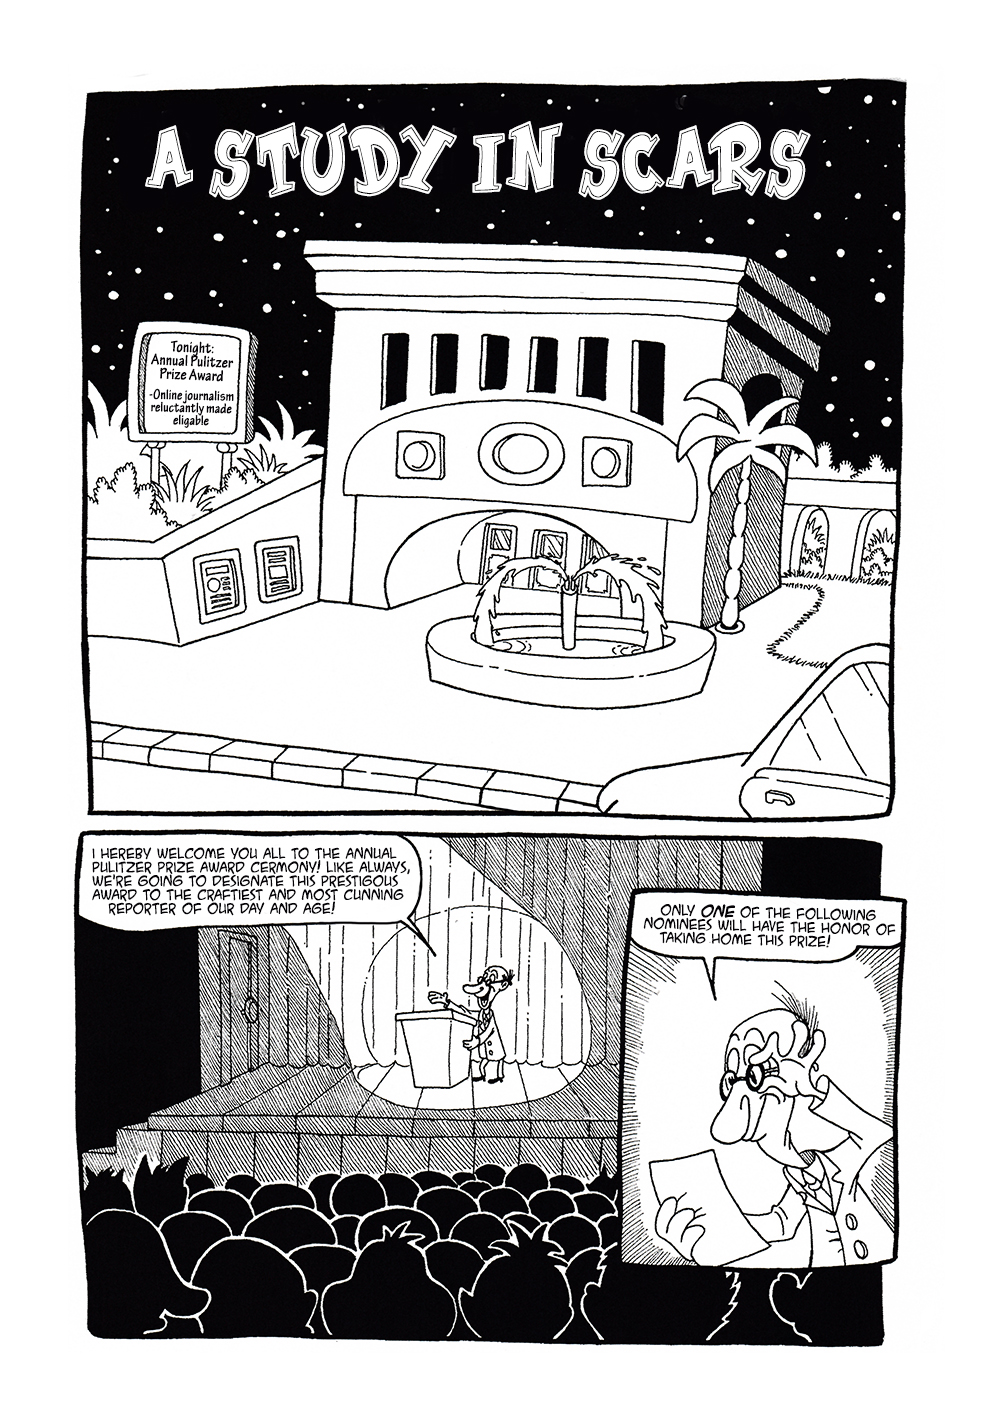 A STUDY IN SCARS
Tonight:
Annual Pulitzer
Prize Award
-Online journalism
reluctantly made
eligable
I HEREBY WELCOME YOU ALL TO THE ANNUAL
PULITZER PRIZE AWARD CERMONY! LIKE ALWAYS,
WE'RE GOING TO DESIGNATE THIS PRESTIGOUS
AWARD TO THE CRAFTIEST AND MOST CUNNING
REPORTER OF OUR DAY AND AGE!
ONLY ONE OF THE FOLLOWING
NOMINEES WILL HAVE THE HONOR OF
TAKING HOME THIS PRIZE!